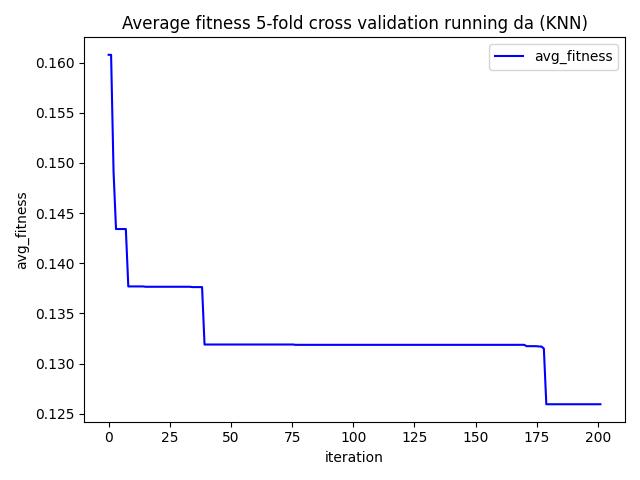 Average fitness 5-fold cross validation running da (KNN)
avg_fitness
0.160
0.155
0.150
0.145
0.140
0.135
0.130
0.125
avg_fitness
0 25 50 75 100 125 150 175 200
iteration